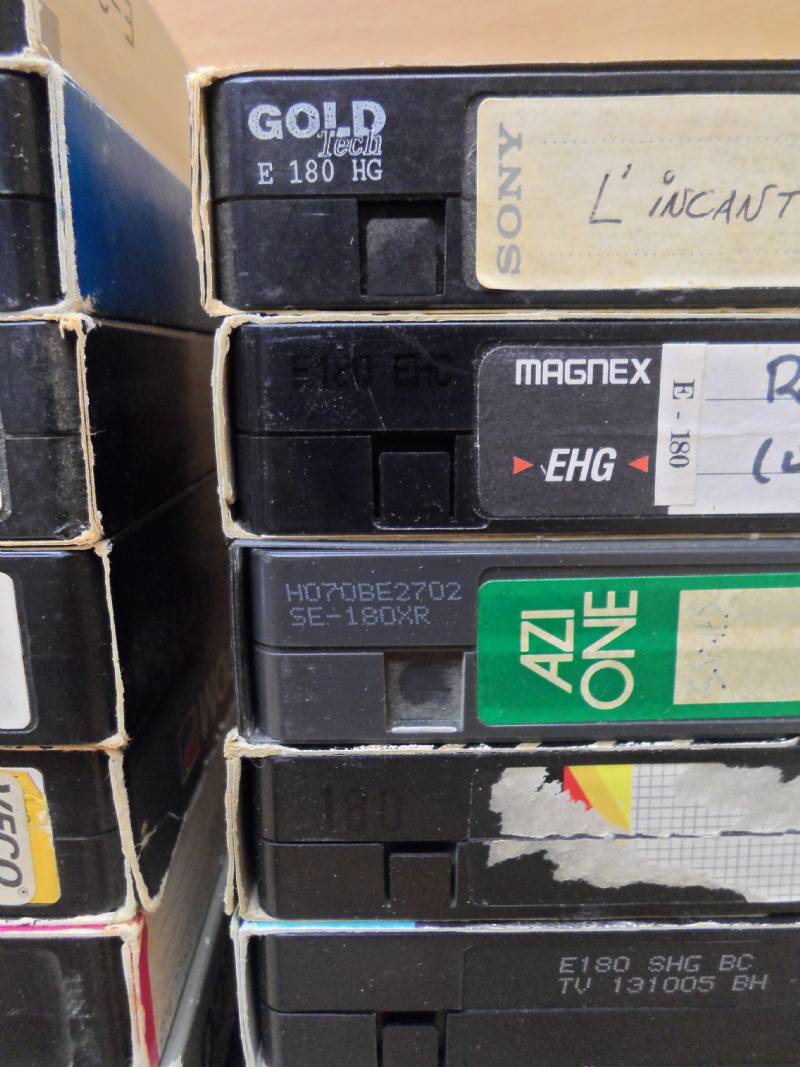 GOLD
Tech
E 180 HG
SONY
L'INCANT
E180 EHG
MAGNEX
EHG
E-180
H070BE2702
SE-180XR
AZI
ONE
180
VECO
E180 SHG BC
TV 131005 BH